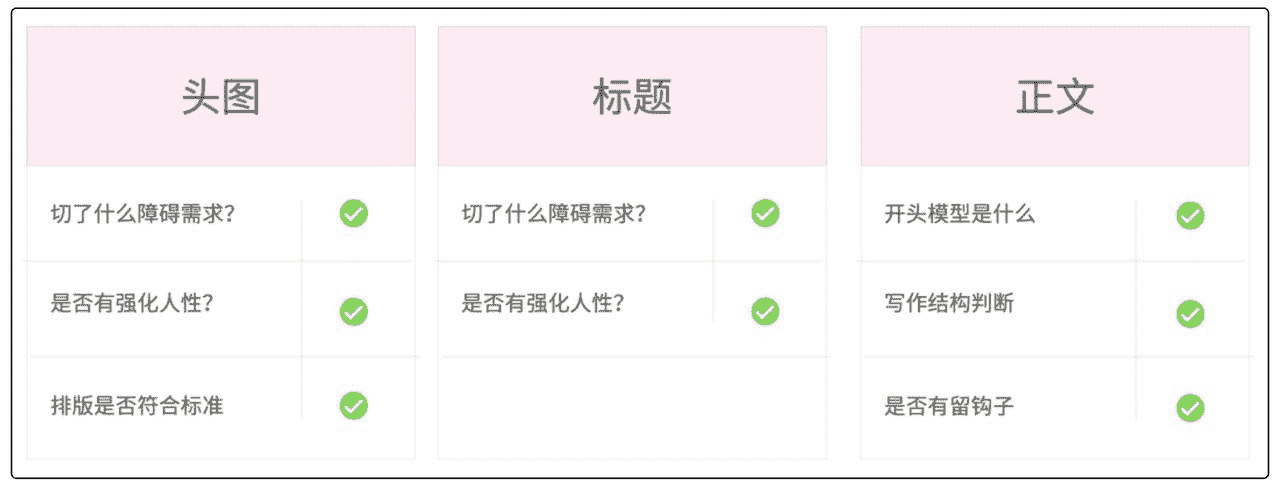 头图
切了什么障碍需求?
是否有强化人性?
排版是否符合标准
标题
切了什么障碍需求?
是否有强化人性?
正文
开头模型是什么
写作结构判断
是否有留钩子